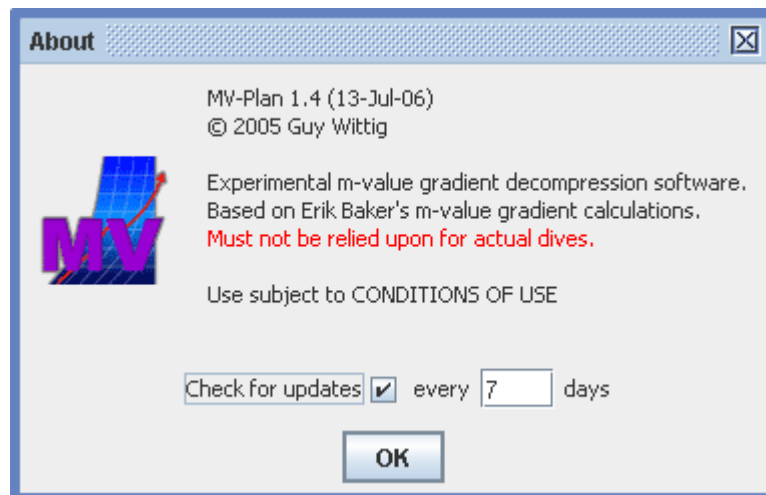 About
MV-Plan 1.4 (13-Jul-06)
© 2005 Guy Wittig
Experimental m-value gradient decompression software.
Based on Erik Baker's m-value gradient calculations.
Must not be relied upon for actual dives.
MV
Use subject to CONDITIONS OF USE
Check for updates every 7 days
OK